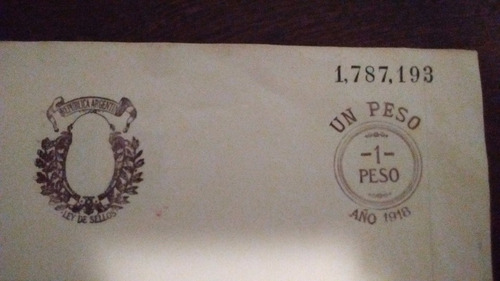 1,787,193
REPUBLICA ARGENTINA
LEY DE SELLOS
UN PESO
-1-
PESO
AÑO 1918